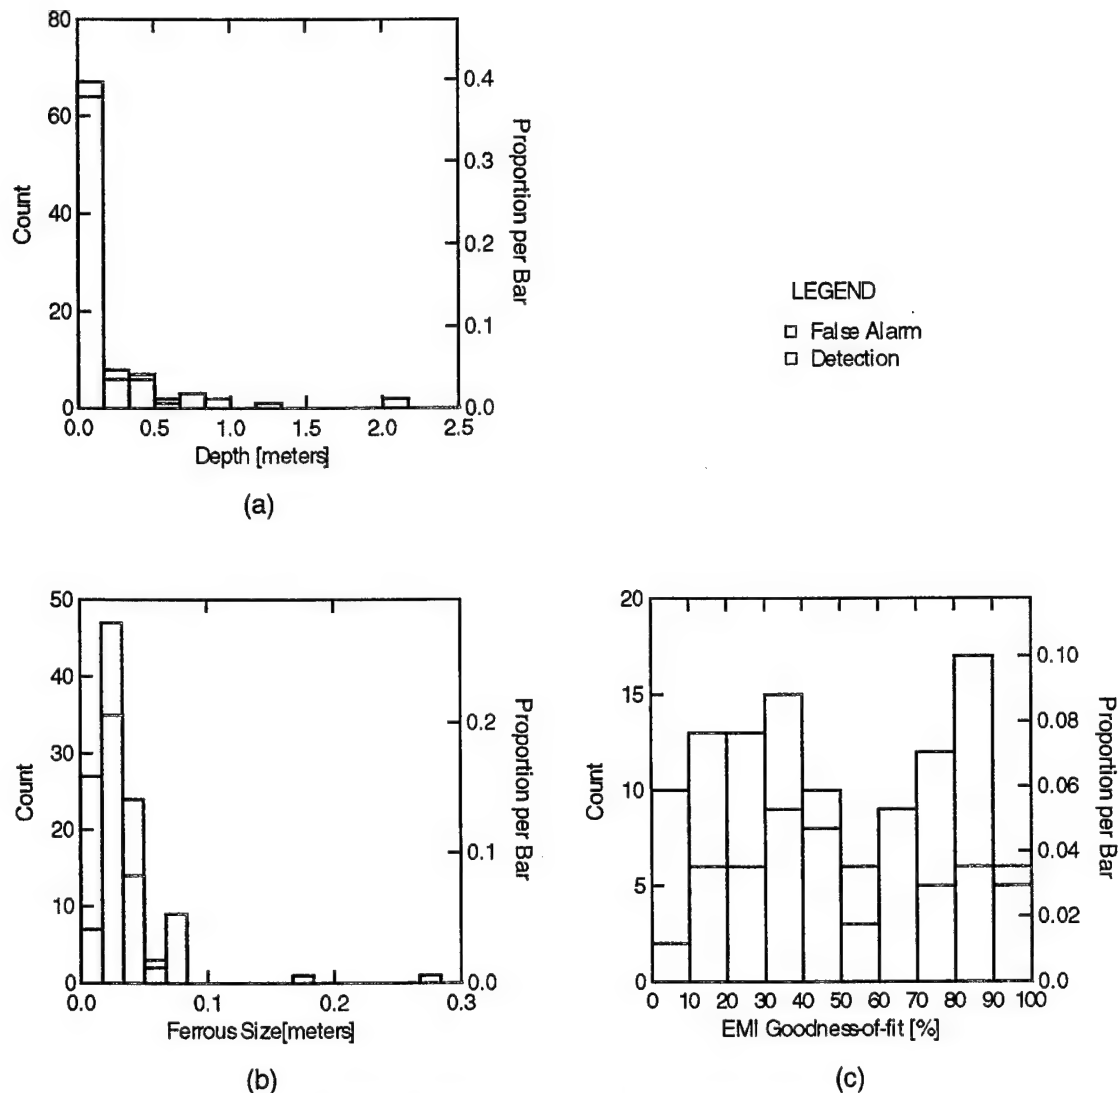 80
60
40
20
0
Count
0.4
0.3
0.2
0.1
0.0
Proportion per Bar
0.0 0.5 1.0 1.5 2.0 2.5
Depth [meters]
(a)
LEGEND
False Alarm
Detection
50
40
30
20
10
0
Count
0.2
0.1
0.0
Proportion per Bar
0.0 0.1 0.2 0.3
Ferrous Size[meters]
(b)
20
15
10
5
0
Count
0.10
0.08
0.06
0.04
0.02
0.0
Proportion per Bar
0 10 20 30 40 50 60 70 80 90 100
EMI Goodness-of-fit [%]
(c)